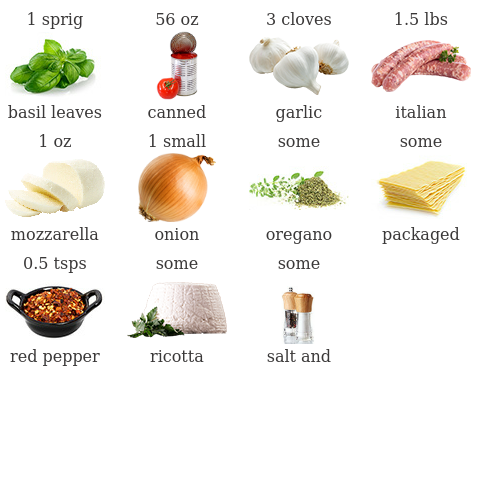 1 sprig
56 oz
3 cloves
1.5 lbs
basil leaves
canned
garlic
italian
1 oz
1 small
some
some
mozzarella
onion
oregano
packaged
0.5 tsps
some
some
red pepper
ricotta
salt and